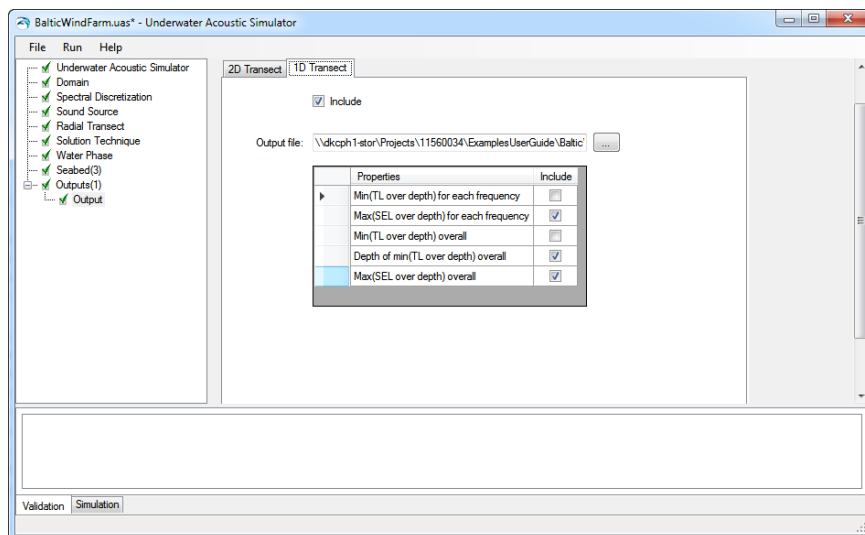 BalticWindFarm.uas* - Underwater Acoustic Simulator
File Run Help
Underwater Acoustic Simulator
Domain
Spectral Discretization
Sound Source
Radial Transect
Solution Technique
Water Phase
Seabed(3)
Outputs(1)
Output
2D Transect 1D Transect
Include
Output file: \\dkcph1-stor\Projects\11560034\ExamplesUserGuide\Baltic ...
Properties Include
Min(TL over depth) for each frequency
Max(SEL over depth) for each frequency
Min(TL over depth) overall
Depth of min(TL over depth) overall
Max(SEL over depth) overall
Validation Simulation